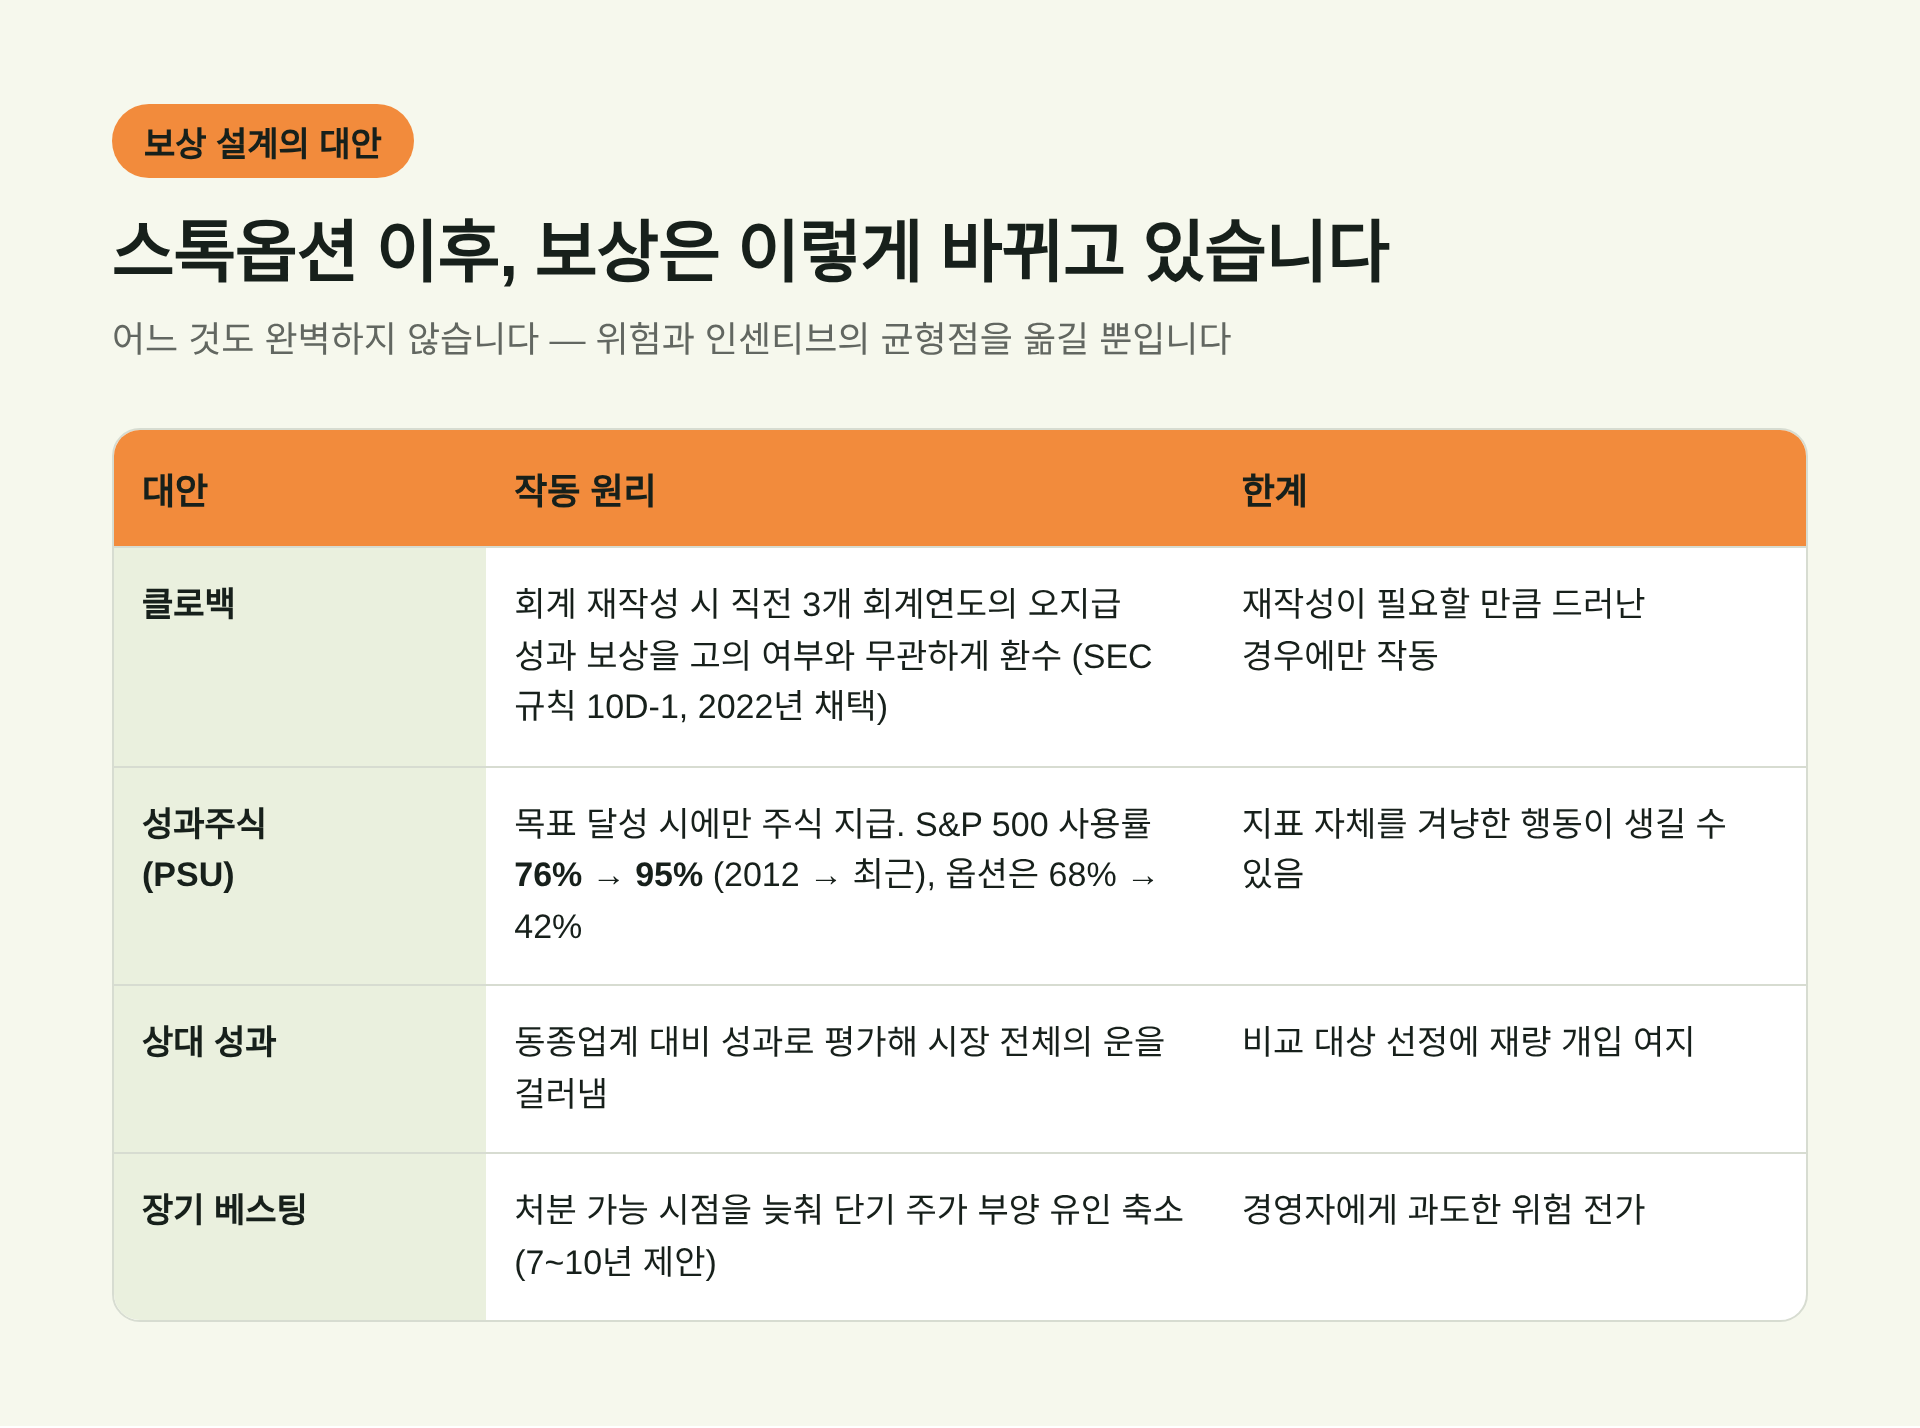 보상 설계의 대안
스톡옵션 이후, 보상은 이렇게 바뀌고 있습니다
어느 것도 완벽하지 않습니다 — 위험과 인센티브의 균형점을 옮길 뿐입니다
대안 작동 원리 한계
클로백
회계 재작성 시 직전 3개 회계연도의 오지급
성과 보상을 고의 여부와 무관하게 환수 (SEC
규칙 10D-1, 2022년 채택)
재작성이 필요할 만큼 드러난
경우에만 작동
성과주식
(PSU)
목표 달성 시에만 주식 지급. S&P 500 사용률
76% → 95% (2012 → 최근), 옵션은 68% →
42%
지표 자체를 겨냥한 행동이 생길 수
있음
상대 성과
동종업계 대비 성과로 평가해 시장 전체의 운을
걸러냄
비교 대상 선정에 재량 개입 여지
장기 베스팅
처분 가능 시점을 늦춰 단기 주가 부양 유인 축소
(7~10년 제안)
경영자에게 과도한 위험 전가